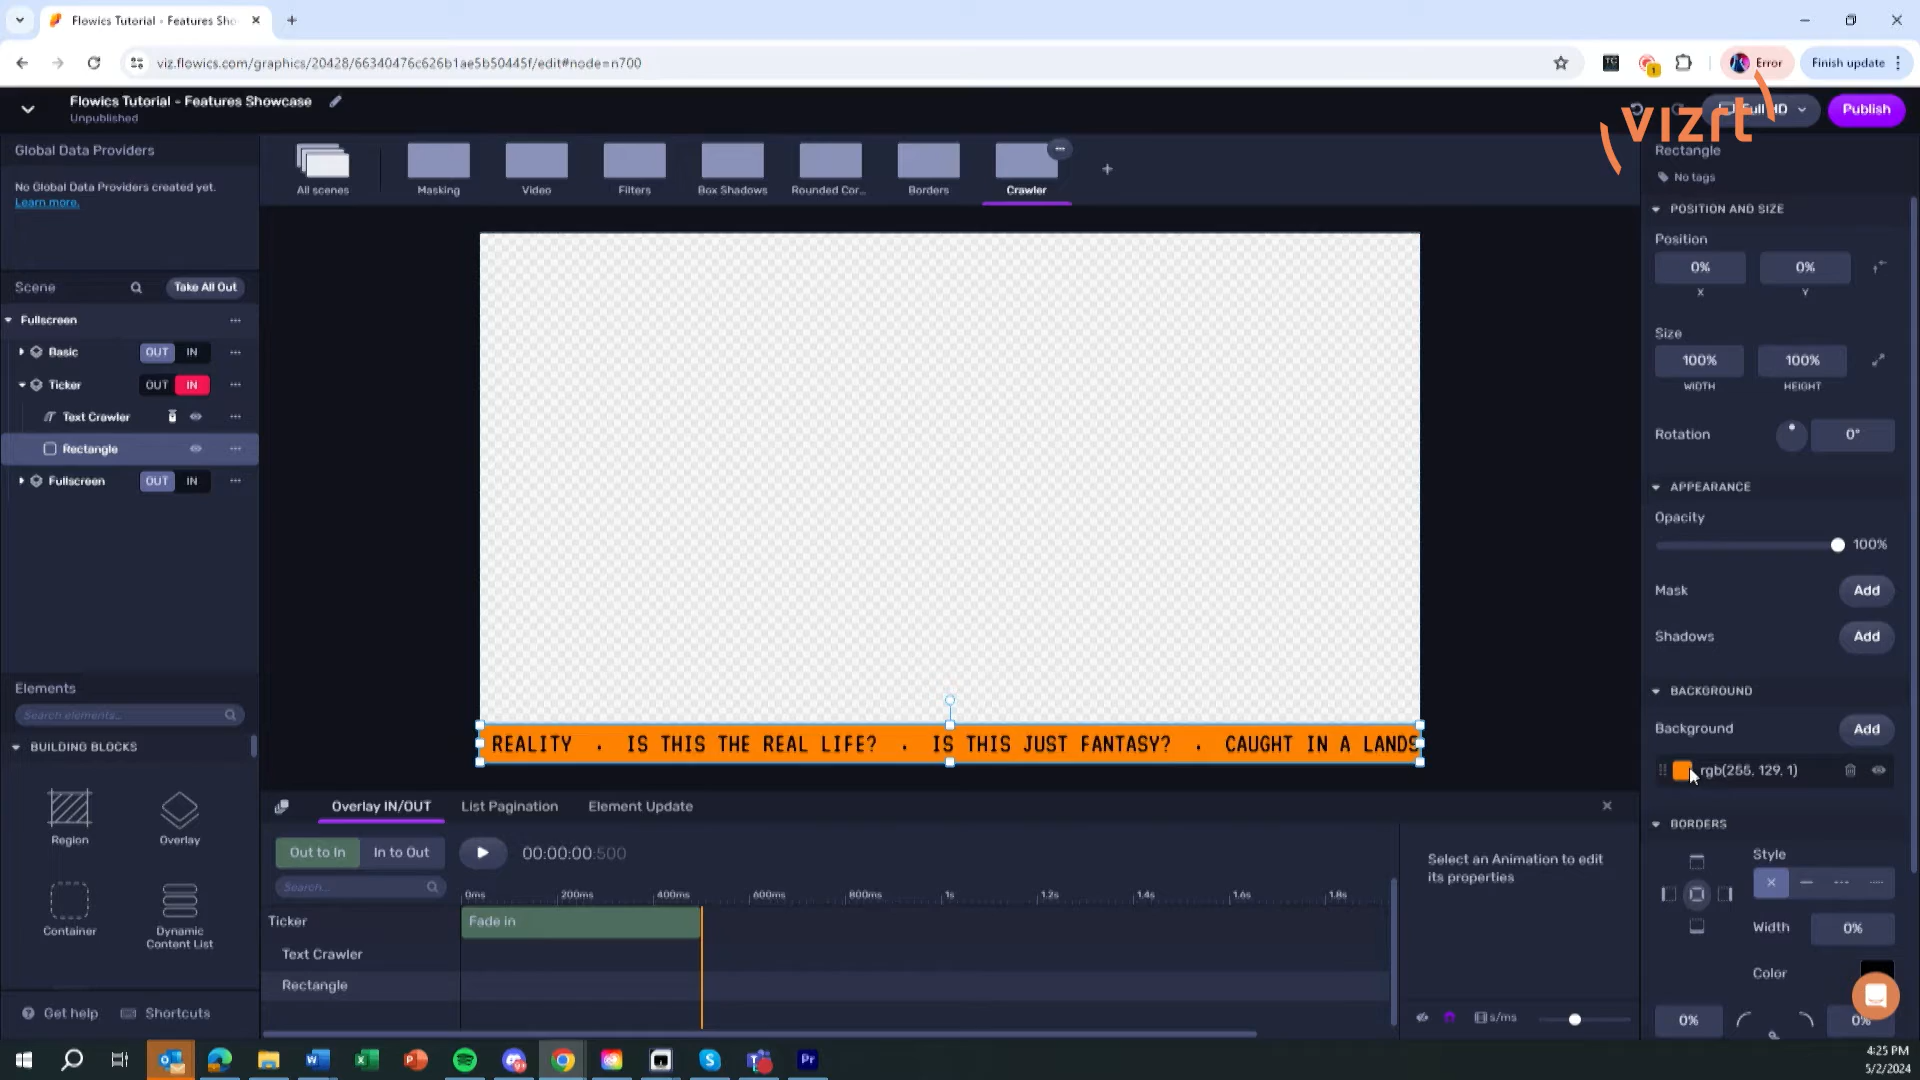 Flowics Tutorial - Features Sho
viz.flowics.com/graphics/20428/66340476c626b1ae5b50445f/edit#node=n700
Error
Finish update
Flowics Tutorial - Features Showcase
Unpublished
Full HD
Publish
vizrt
Global Data Providers
No Global Data Providers created yet.
Learn more.
All scenes
Masking
Video
Filters
Box Shadows
Rounded Cor...
Borders
Crawler
Scene
Take All Out
Fullscreen
Basic
OUT IN
Ticker
OUT IN
Text Crawler
Rectangle
Fullscreen
OUT IN
Elements
Search elements...
BUILDING BLOCKS
Region
Overlay
Container
Dynamic
Content List
Get help
Shortcuts
REALITY . IS THIS THE REAL LIFE? . IS THIS JUST FANTASY? . CAUGHT IN A LANDS
Overlay IN/OUT
List Pagination
Element Update
Out to In
In to Out
00:00:00:500
Search...
0ms 200ms 400ms 600ms 800ms 1s 1.2s 1.4s 1.6s 1.8s
Ticker
Fade in
Text Crawler
Rectangle
Select an Animation to edit
its properties
s/ms
Rectangle
No tags
POSITION AND SIZE
Position
0% 0%
X Y
Size
100% 100%
WIDTH HEIGHT
Rotation
0°
APPEARANCE
Opacity
100%
Mask
Add
Shadows
Add
BACKGROUND
Background
Add
rgb(255, 129, 1)
BORDERS
Style
Width
0%
Color
0% 0%
4:25 PM
5/2/2024